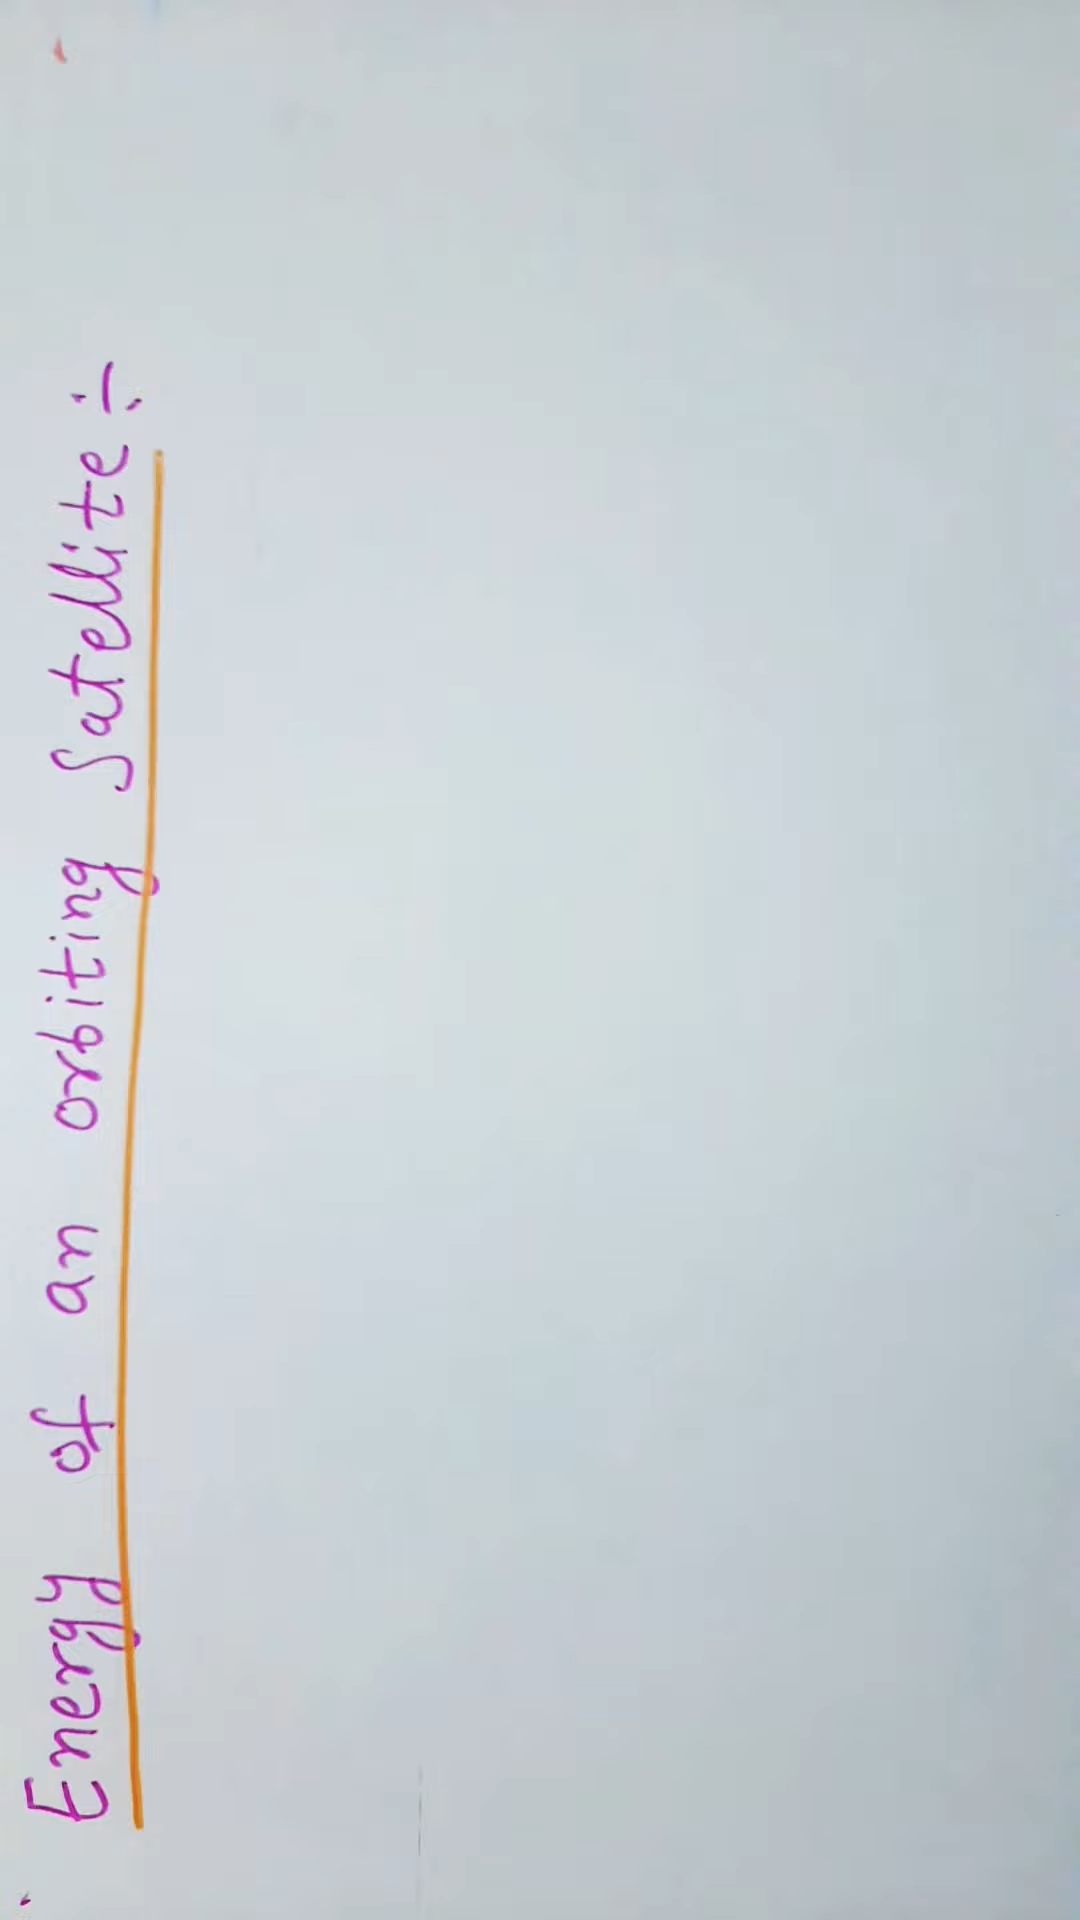 Energy of an orbiting Satellite :-